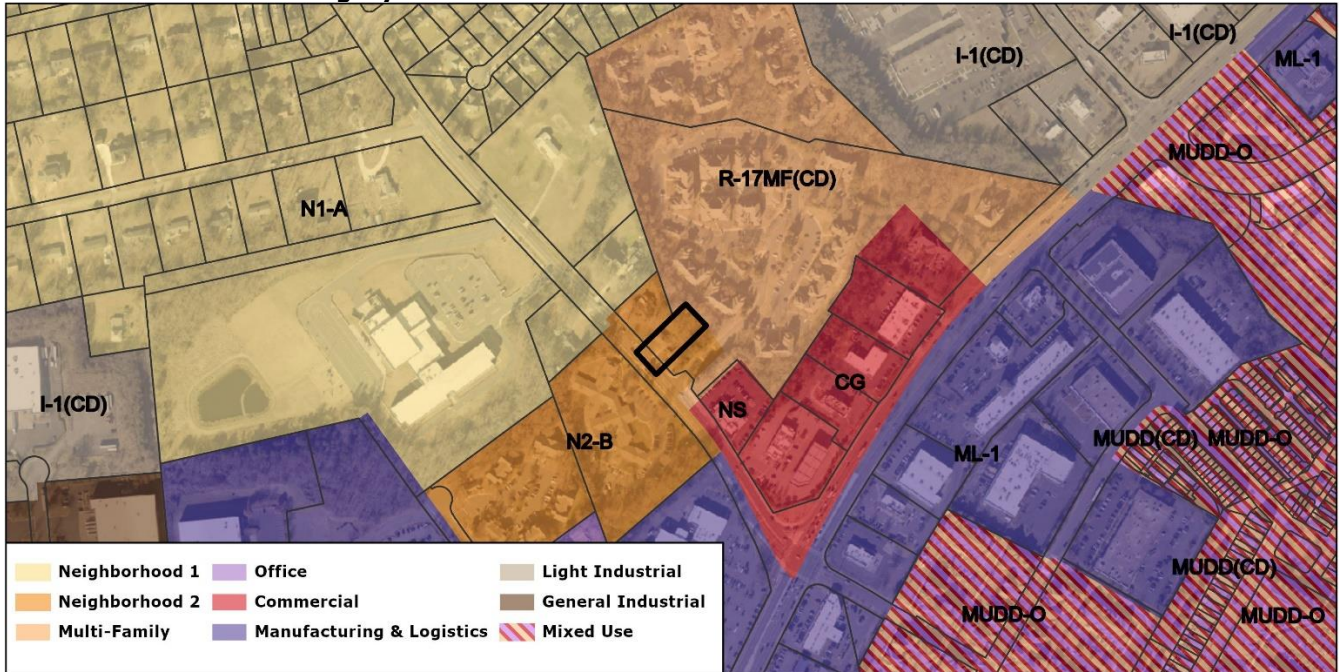 I-1(CD)
I-1(CD)
ML-1
MUDD-O
R-17MF(CD)
N1-A
CG
NS
I-1(CD)
N2-B
ML-1
MUDD(CD)
MUDD-O
MUDD(CD)
MUDD-O
MUDD-O
Neighborhood 1
Office
Light Industrial
Neighborhood 2
Commercial
General Industrial
Multi-Family
Manufacturing & Logistics
Mixed Use